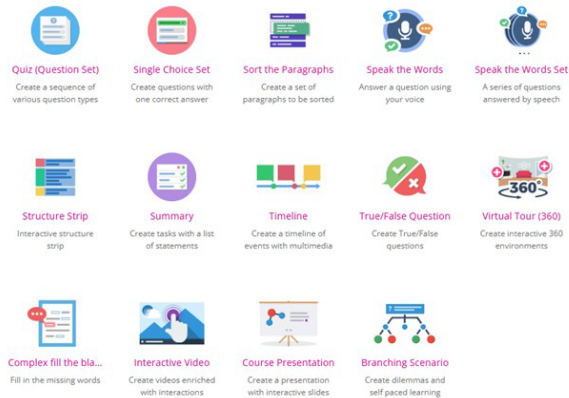 Quiz (Question Set)
Create a sequence of
various question types
Single Choice Set
Create questions with
one correct answer
Sort the Paragraphs
Create a set of
paragraphs to be sorted
Speak the Words
Answer a question using
your voice
Speak the Words Set
A series of questions
answered by speech
Structure Strip
Interactive structure
strip
Summary
Create tasks with a list
of statements
Timeline
Create a timeline of
events with multimedia
True/False Question
Create True/False
questions
360°
Virtual Tour (360)
Create interactive 360
environments
Complex fill the bla...
Fill in the missing words
Interactive Video
Create videos enriched
with interactions
Course Presentation
Create a presentation
with interactive slides
Branching Scenario
Create dilemmas and
self paced learning